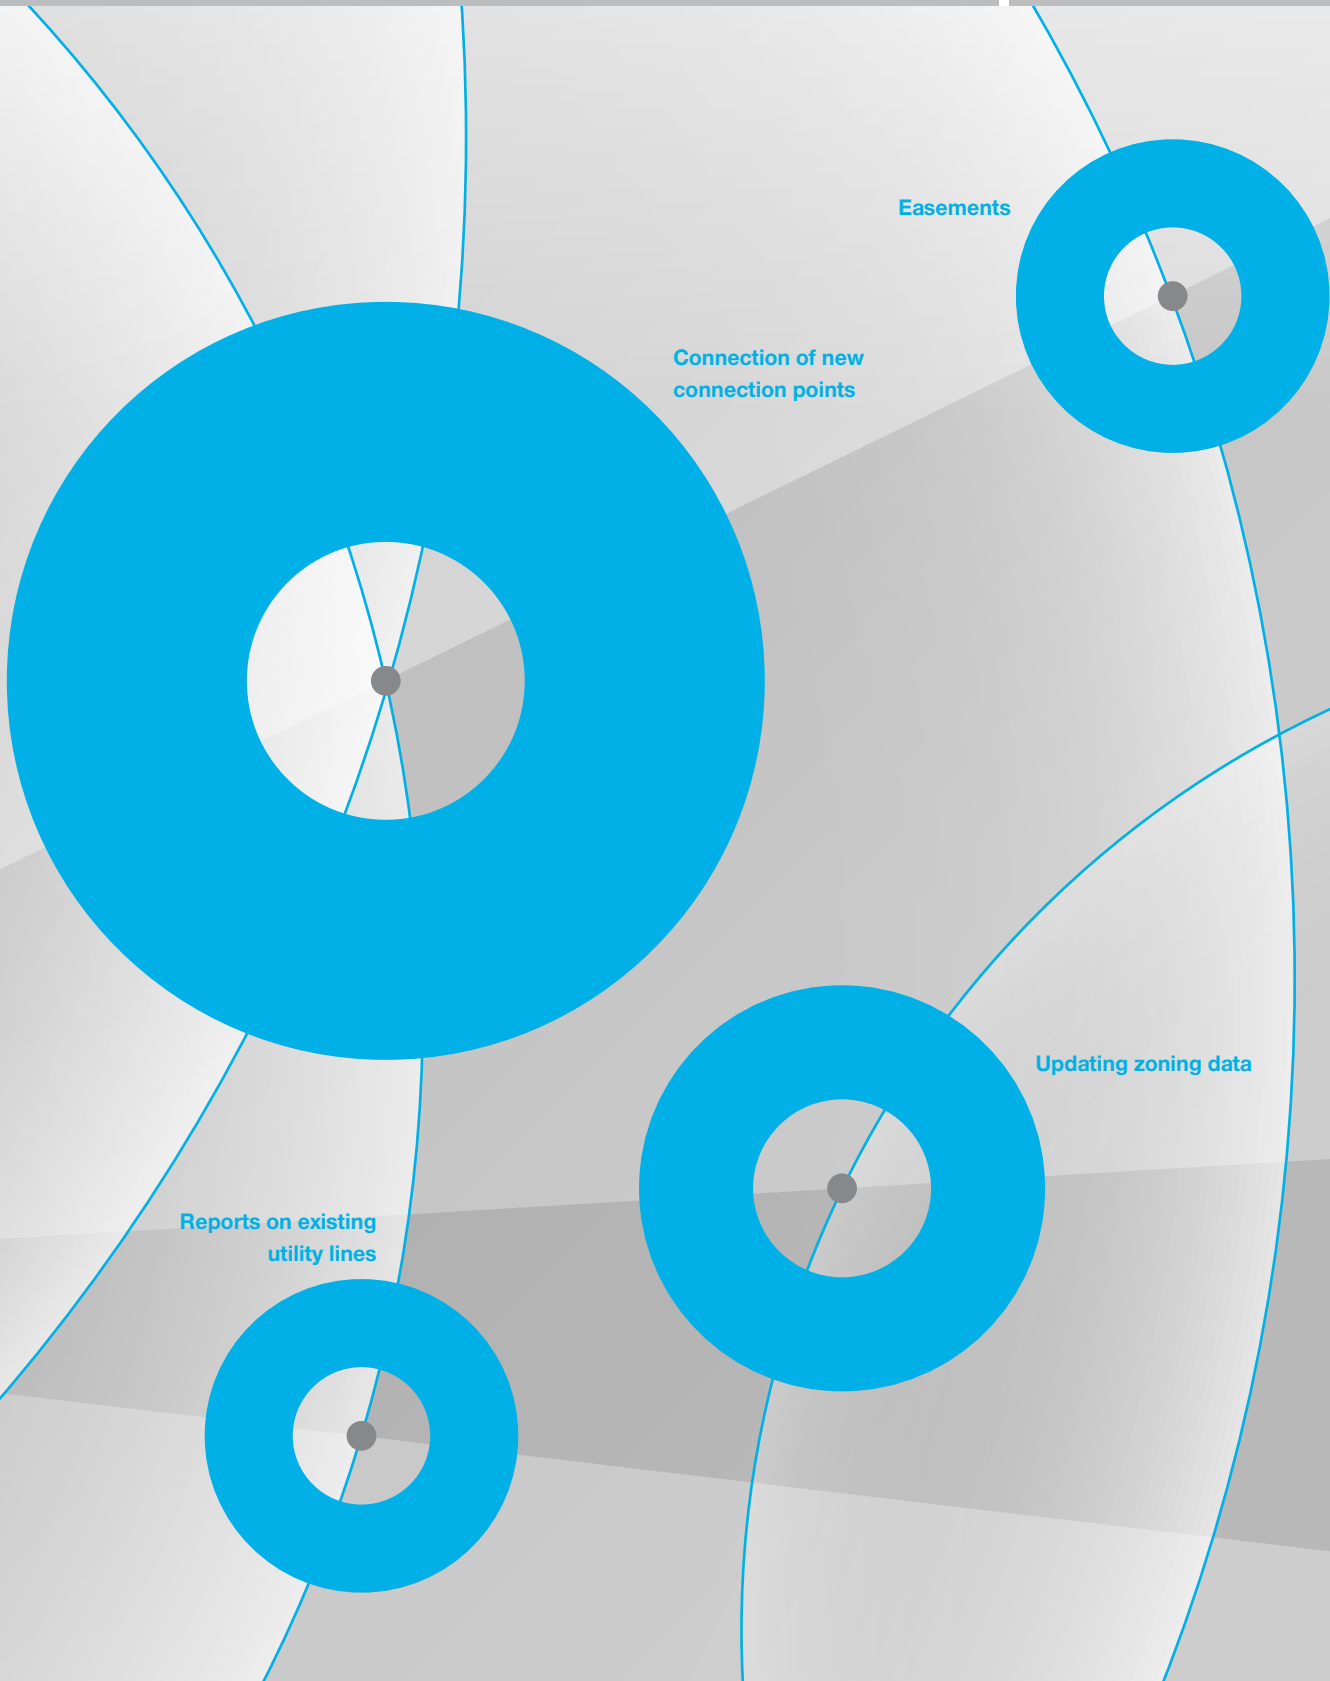 Easements
Connection of new
connection points
Updating zoning data
Reports on existing
utility lines